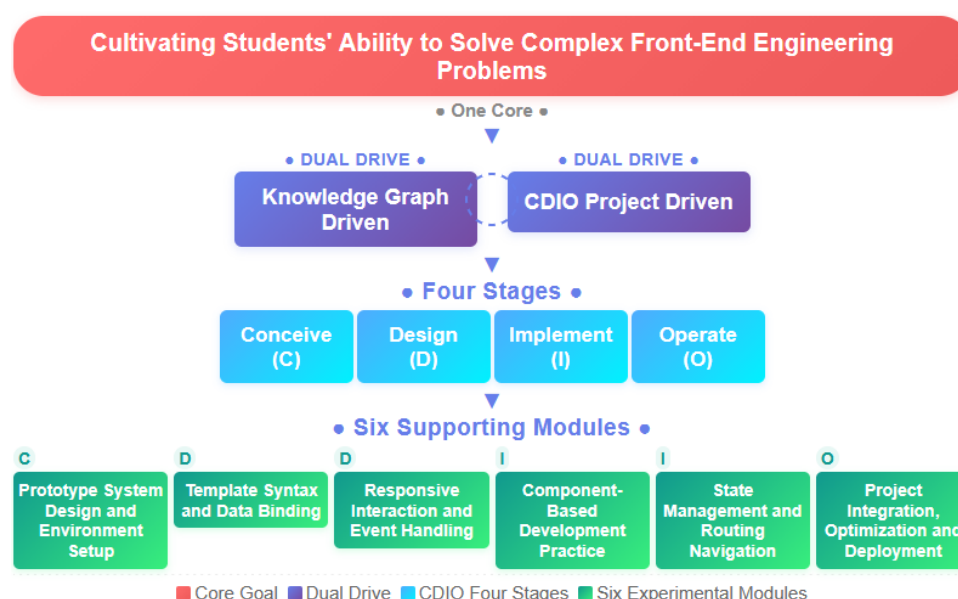 Cultivating Students' Ability to Solve Complex Front-End Engineering
Problems
● One Core ●
▼
● DUAL DRIVE ●
Knowledge Graph
Driven
● DUAL DRIVE ●
CDIO Project Driven
▼
● Four Stages ●
Conceive
(C)
Design
(D)
Implement
(I)
Operate
(O)
▼
● Six Supporting Modules ●
C
Prototype System
Design and
Environment
Setup
D
Template Syntax
and Data Binding
D
Responsive
Interaction and
Event Handling
I
Component-
Based
Development
Practice
I
State
Management and
Routing
Navigation
O
Project
Integration,
Optimization and
Deployment
Core Goal
Dual Drive
CDIO Four Stages
Six Experimental Modules